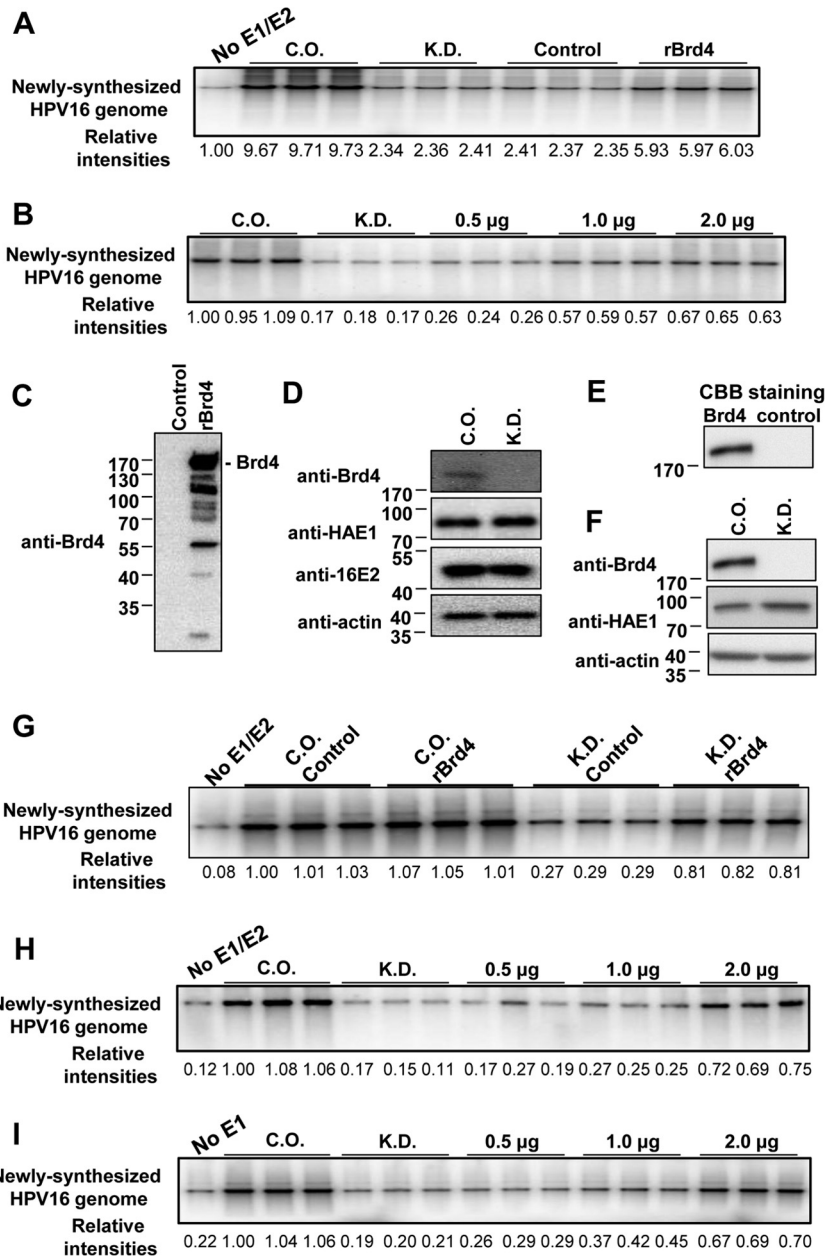 A
No E1/E2
C.O. K.D. Control rBrd4
Newly-synthesized
HPV16 genome
Relative
intensities
1.00 9.67 9.71 9.73 2.34 2.36 2.41 2.41 2.37 2.35 5.93 5.97 6.03
B
C.O. K.D. 0.5 µg 1.0 µg 2.0 µg
Newly-synthesized
HPV16 genome
Relative
intensities
1.00 0.95 1.09 0.17 0.18 0.17 0.26 0.24 0.26 0.57 0.59 0.57 0.67 0.65 0.63
C
Control
rBrd4
170
- Brd4
130
100
70
anti-Brd4
55
40
35
D
C.O. K.D.
anti-Brd4
170
100
anti-HAE1
70
55
anti-16E2
40
anti-actin
40
35
E
CBB staining
Brd4 control
170
F
C.O. K.D.
anti-Brd4
170
100
anti-HAE1
70
anti-actin
40
35
G
No E1/E2
C.O.
Control
C.O.
rBrd4
K.D.
Control
K.D.
rBrd4
Newly-synthesized
HPV16 genome
Relative
intensities
0.08 1.00 1.01 1.03 1.07 1.05 1.01 0.27 0.29 0.29 0.81 0.82 0.81
H
No E1/E2
C.O. K.D. 0.5 µg 1.0 µg 2.0 µg
Newly-synthesized
HPV16 genome
Relative
intensities
0.12 1.00 1.08 1.06 0.17 0.15 0.11 0.17 0.27 0.19 0.27 0.25 0.25 0.72 0.69 0.75
I
No E1
C.O. K.D. 0.5 µg 1.0 µg 2.0 µg
Newly-synthesized
HPV16 genome
Relative
intensities
0.22 1.00 1.04 1.06 0.19 0.20 0.21 0.26 0.29 0.29 0.37 0.42 0.45 0.67 0.69 0.70